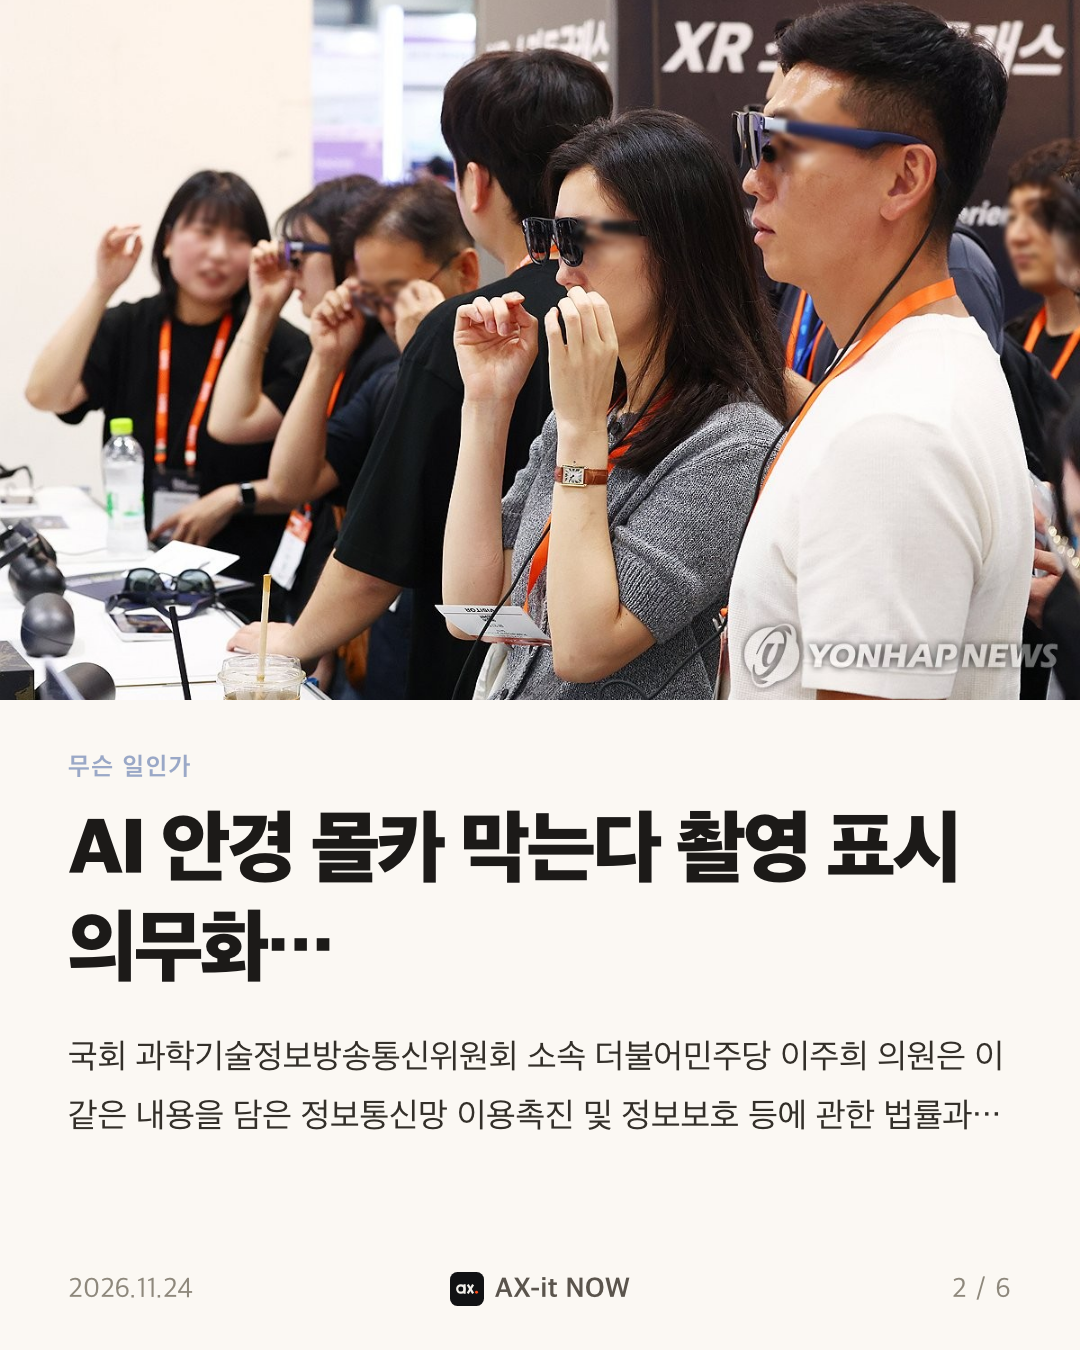 XR
YONHAP NEWS
VISITOR
무슨 일인가
AI 안경 몰카 막는다 촬영 표시
의무화…
국회 과학기술정보방송통신위원회 소속 더불어민주당 이주희 의원은 이
같은 내용을 담은 정보통신망 이용촉진 및 정보보호 등에 관한 법률과…
2026.11.24
ax.
AX-it NOW
2 / 6